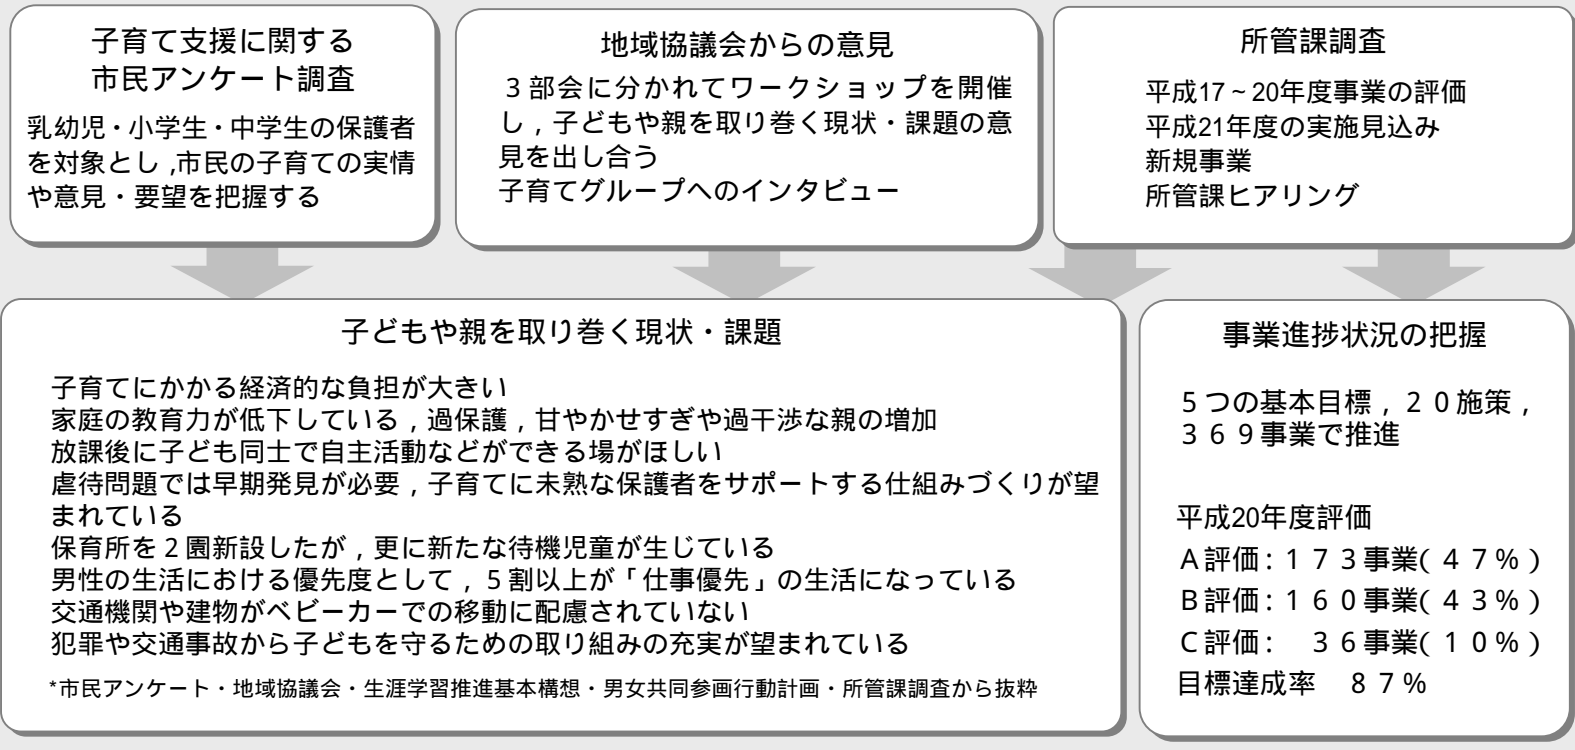 子育て支援に関する
市民アンケート調査
乳幼児・小学生・中学生の保護者
を対象とし,市民の子育ての実情
や意見・要望を把握する
地域協議会からの意見
3部会に分かれてワークショップを開催
し,子どもや親を取り巻く現状・課題の意
見を出し合う
子育てグループへのインタビュー
所管課調査
平成17~20年度事業の評価
平成21年度の実施見込み
新規事業
所管課ヒアリング
子どもや親を取り巻く現状・課題
子育てにかかる経済的な負担が大きい
家庭の教育力が低下している,過保護,甘やかせすぎや過干渉な親の増加
放課後に子ども同士で自主活動などができる場がほしい
虐待問題では早期発見が必要,子育てに未熟な保護者をサポートする仕組みづくりが望
まれている
保育所を2園新設したが,更に新たな待機児童が生じている
男性の生活における優先度として,5割以上が「仕事優先」の生活になっている
交通機関や建物がベビーカーでの移動に配慮されていない
犯罪や交通事故から子どもを守るための取り組みの充実が望まれている
*市民アンケート・地域協議会・生涯学習推進基本構想・男女共同参画行動計画・所管課調査から抜粋
事業進捗状況の把握
5つの基本目標,20施策,
369事業で推進
平成20年度評価
A評価:173事業(47%)
B評価:160事業(43%)
C評価: 36事業(10%)
目標達成率 87%